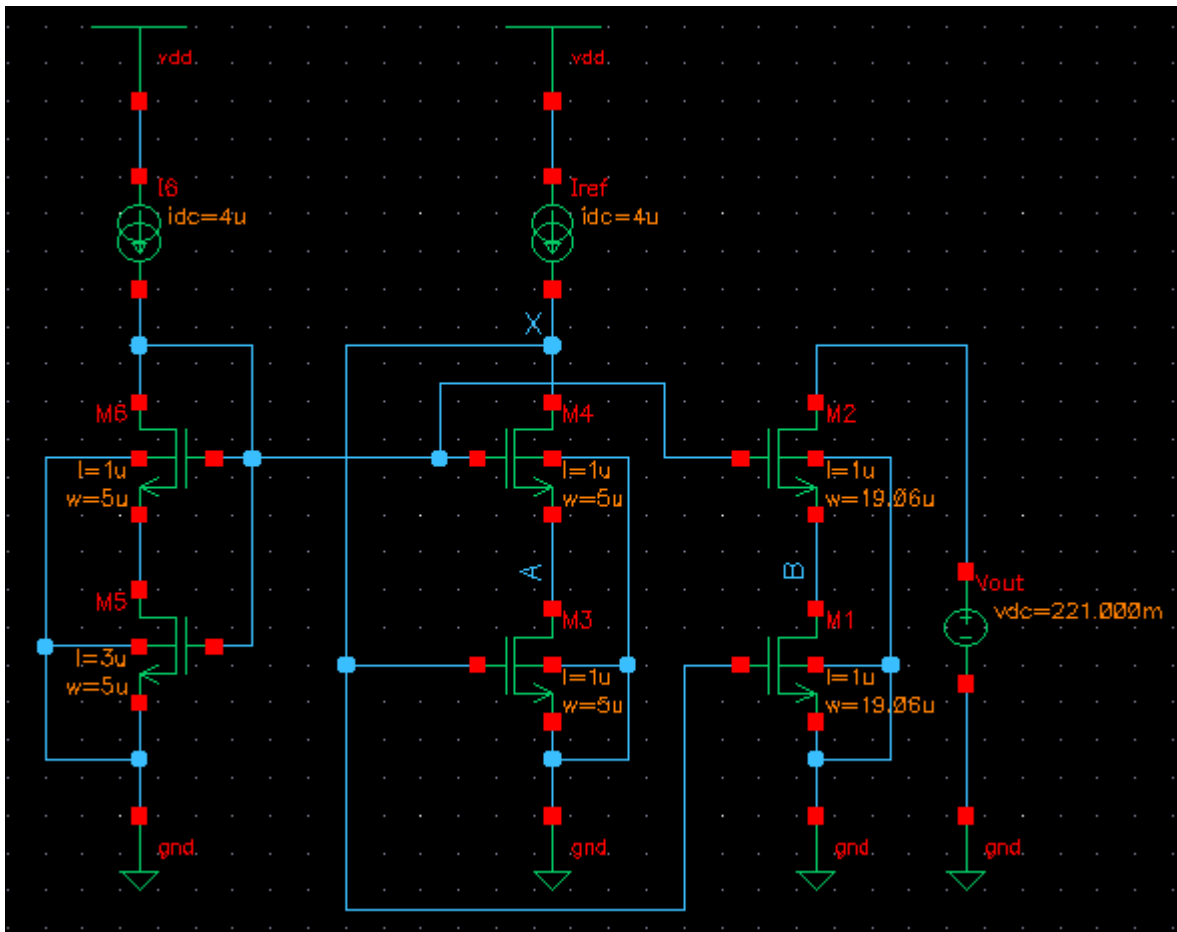 vdd
vdd
I6
idc=4u
Iref
idc=4u
X
M6
M4
M2
l=1u
w=5u
l=1u
w=5u
l=1u
w=19.06u
A
B
Vout
vdc=221.000m
M5
M3
M1
l=3u
w=5u
l=1u
w=5u
l=1u
w=19.06u
gnd
gnd
gnd
gnd